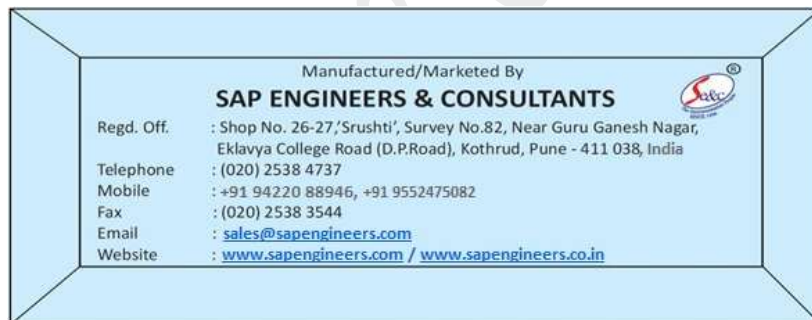 Manufactured/Marketed By
SAP ENGINEERS & CONSULTANTS
®
Se&c
Regd. Off. : Shop No. 26-27,'Srushti', Survey No.82, Near Guru Ganesh Nagar,
Eklavya College Road (D.P.Road), Kothrud, Pune - 411 038, India
Telephone : (020) 2538 4737
Mobile : +91 94220 88946, +91 9552475082
Fax : (020) 2538 3544
Email : sales@sapengineers.com
Website : www.sapengineers.com / www.sapengineers.co.in